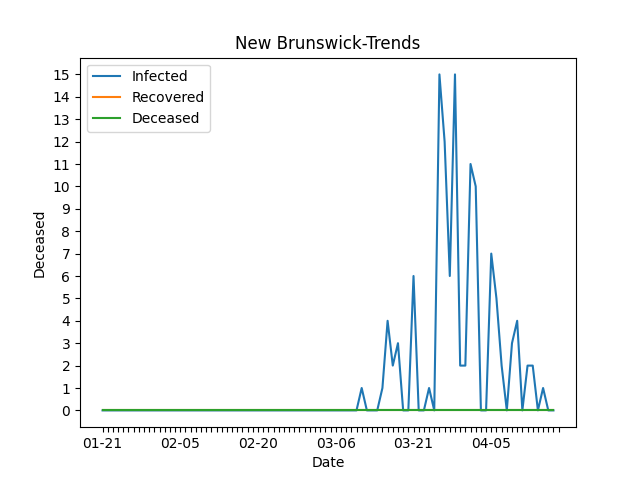 New Brunswick-Trends
Infected
Recovered
Deceased
15
14
13
12
11
10
9
8
7
6
5
4
3
2
1
0
Deceased
01-21 02-05 02-20 03-06 03-21 04-05
Date